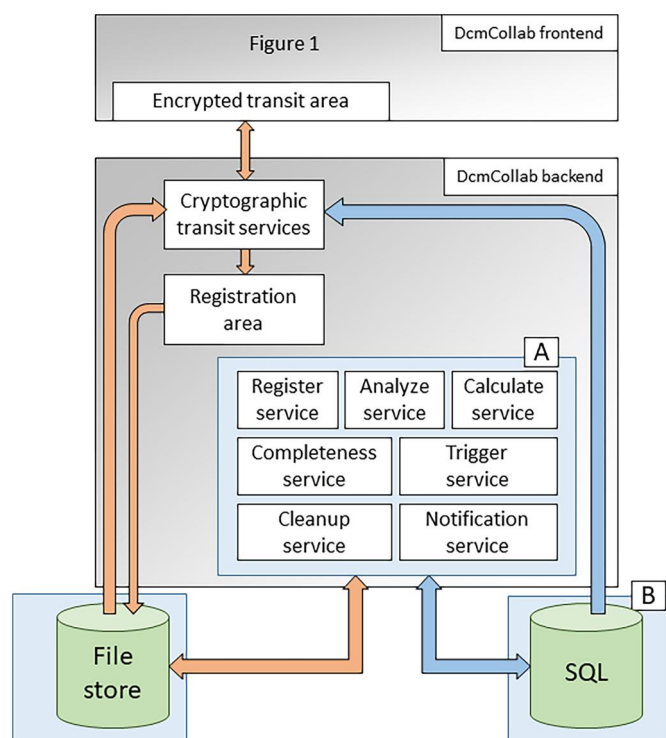 Figure 1
DcmCollab frontend
Encrypted transit area
DcmCollab backend
Cryptographic
transit services
Registration
area
A
Register
service
Analyze
service
Calculate
service
Completeness
service
Trigger
service
Cleanup
service
Notification
service
B
File
store
SQL